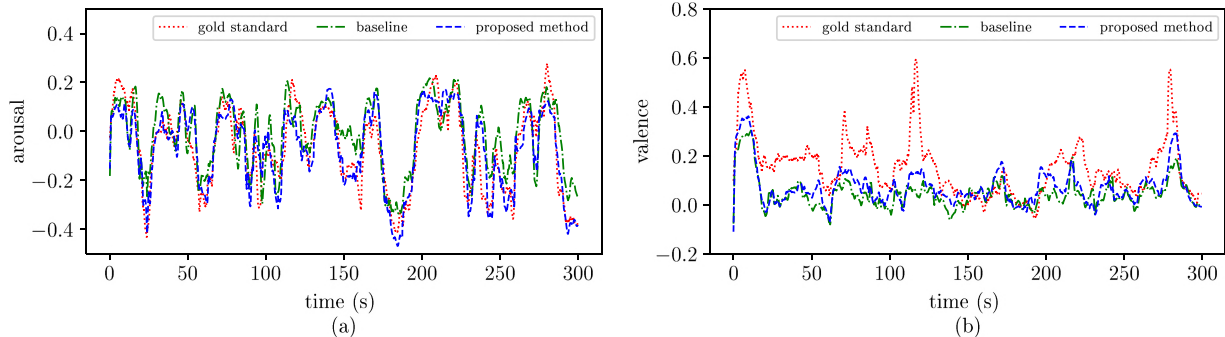 gold standard baseline proposed method
arousal
0.4
0.2
0.0
−0.2
−0.4
0 50 100 150 200 250 300
time (s)
(a)
gold standard baseline proposed method
valence
0.8
0.6
0.4
0.2
0.0
−0.2
0 50 100 150 200 250 300
time (s)
(b)